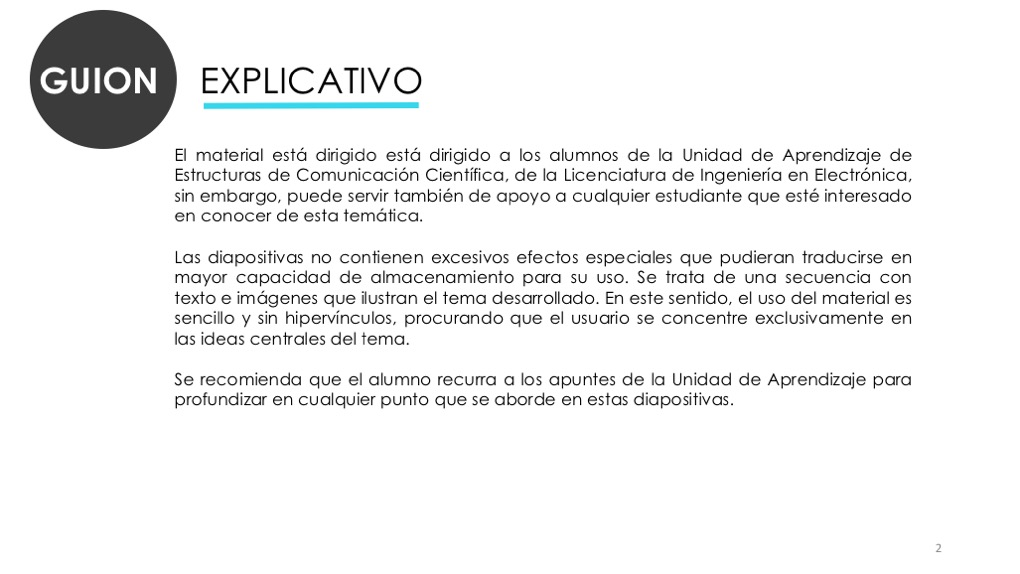 GUION EXPLICATIVO
El material está dirigido está dirigido a los alumnos de la Unidad de Aprendizaje de
Estructuras de Comunicación Científica, de la Licenciatura de Ingeniería en Electrónica,
sin embargo, puede servir también de apoyo a cualquier estudiante que esté interesado
en conocer de esta temática.
Las diapositivas no contienen excesivos efectos especiales que pudieran traducirse en
mayor capacidad de almacenamiento para su uso. Se trata de una secuencia con
texto e imágenes que ilustran el tema desarrollado. En este sentido, el uso del material es
sencillo y sin hipervínculos, procurando que el usuario se concentre exclusivamente en
las ideas centrales del tema.
Se recomienda que el alumno recurra a los apuntes de la Unidad de Aprendizaje para
profundizar en cualquier punto que se aborde en estas diapositivas.
2